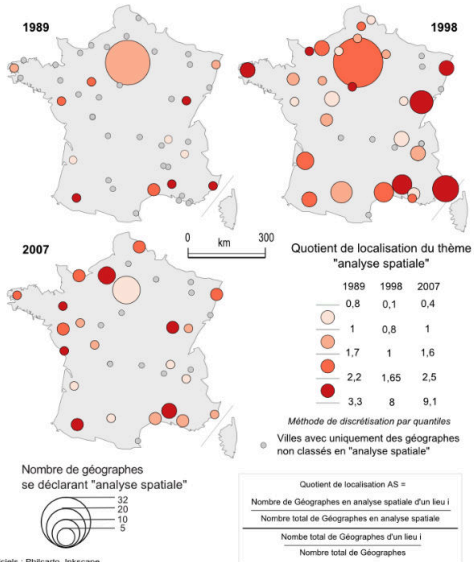 1989
1998
2007
0 300
km
Quotient de localisation du thème
"analyse spatiale"
1989 1998 2007
0,8 0,1 0,4
1 0,8 1
1,7 1 1,6
2,2 1,65 2,5
3,3 8 9,1
Méthode de discrétisation par quantiles
Villes avec uniquement des géographes
non classés en "analyse spatiale"
Nombre de géographes
se déclarant "analyse spatiale"
32
20
10
5
Quotient de localisation AS =
Nombre de Géographes en analyse spatiale d'un lieu i
Nombre total de Géographes en analyse spatiale
Nombe total de Géographes d'un lieu i
Nombre total de Géographes
: Philcarto, Inkscape